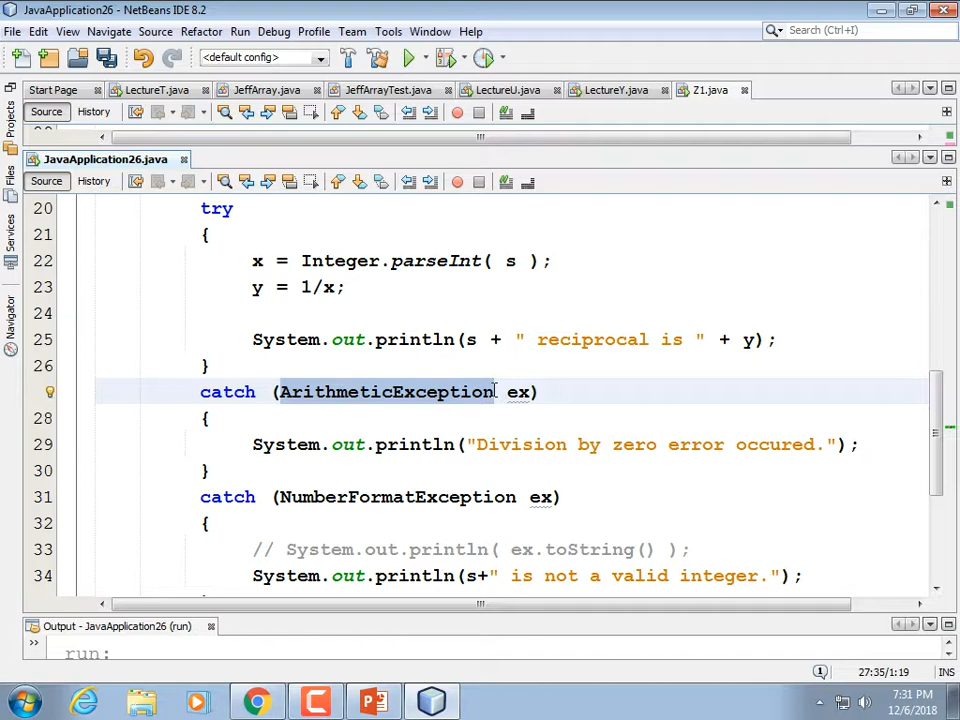 JavaApplication26 - NetBeans IDE 8.2
File Edit View Navigate Source Refactor Run Debug Profile Team Tools Window Help
Search (Ctrl+I)
<default config>
Start Page LectureT.java JeffArray.java JeffArrayTest.java LectureU.java LectureY.java Z1.java
Source History
JavaApplication26.java
Source History
Projects
Files
Services
Navigator
20 try
21 {
22 x = Integer.parseInt( s );
23 y = 1/x;
24
25 System.out.println(s + " reciprocal is " + y);
26 }
catch (ArithmeticException ex)
28 {
29 System.out.println("Division by zero error occured.");
30 }
31 catch (NumberFormatException ex)
32 {
33 // System.out.println( ex.toString() );
34 System.out.println(s+" is not a valid integer.");
Output - JavaApplication26 (run)
run:
1 27:35/1:19 INS
7:31 PM
12/6/2018